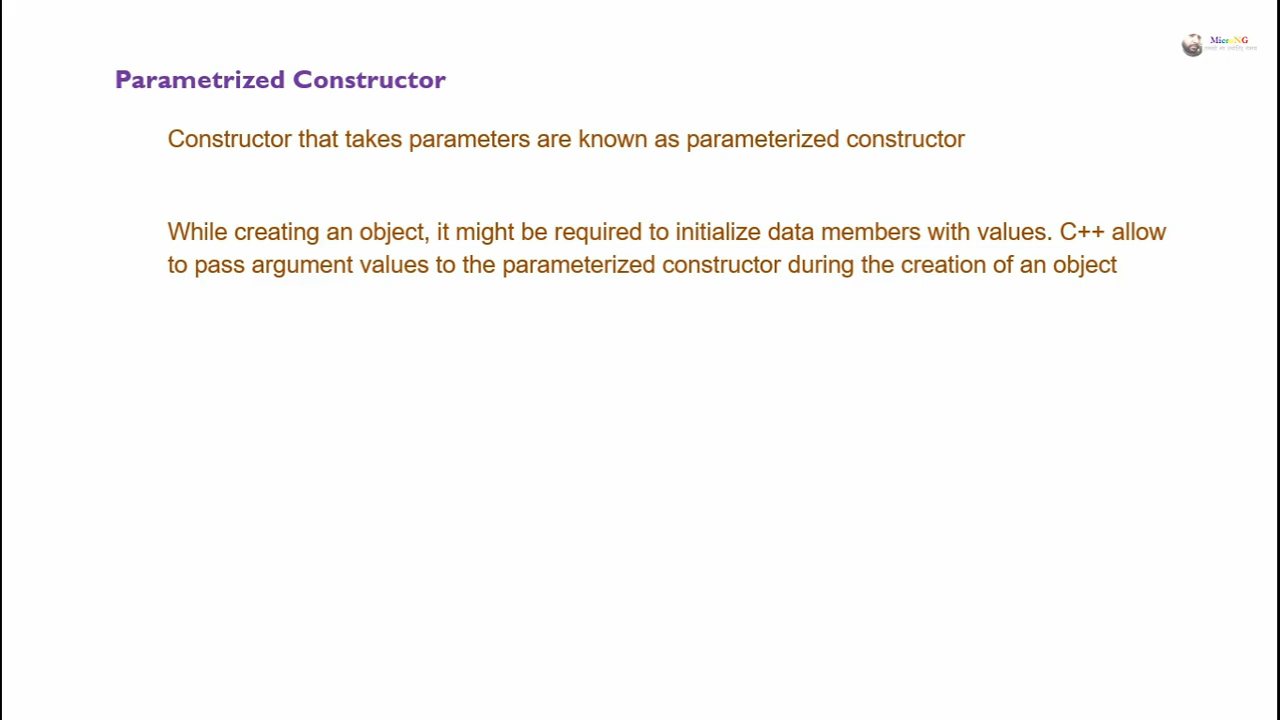 MicroNG
Parametrized Constructor
Constructor that takes parameters are known as parameterized constructor
While creating an object, it might be required to initialize data members with values. C++ allow
to pass argument values to the parameterized constructor during the creation of an object